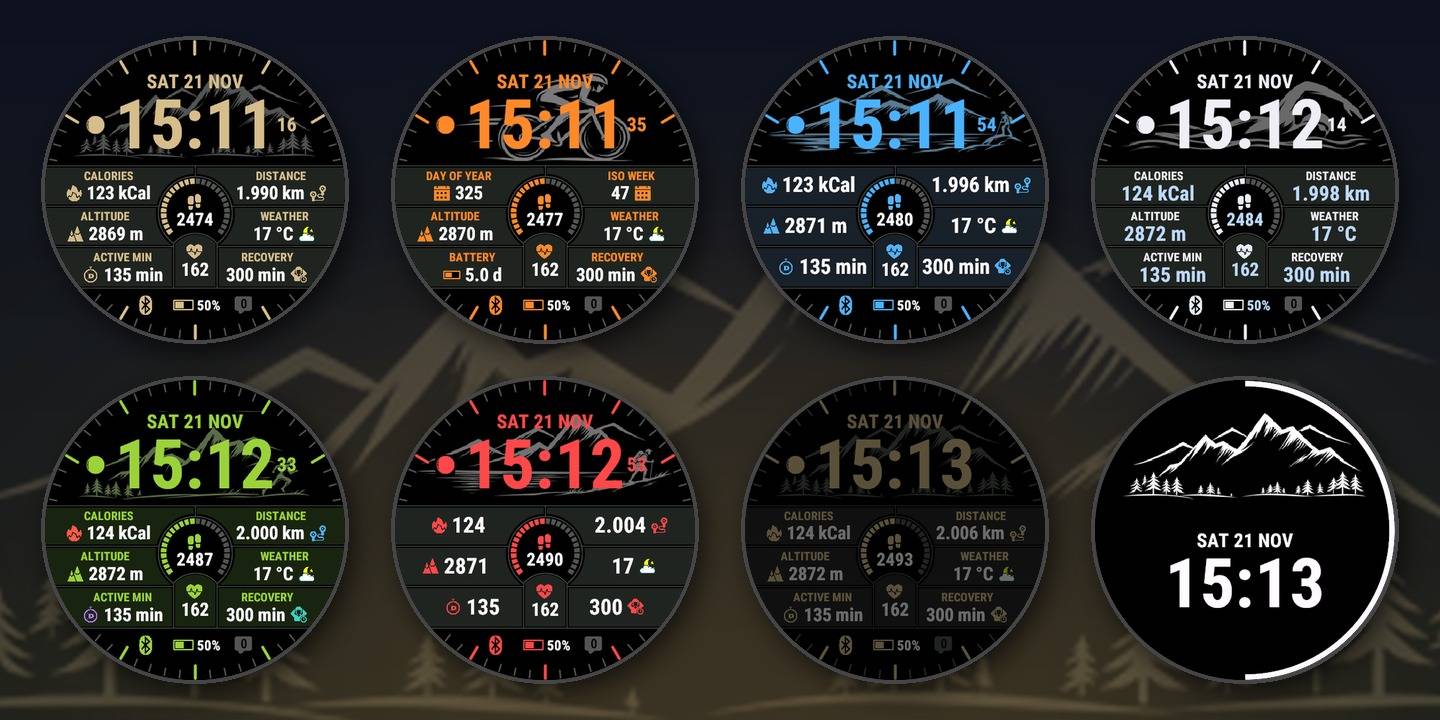 SAT 21 NOV
15:11 16
CALORIES
123 kCal
DISTANCE
1.990 km
ALTITUDE
2869 m
2474
WEATHER
17 °C
ACTIVE MIN
135 min
162
RECOVERY
300 min
50% 0
SAT 21 NOV
15:11 35
DAY OF YEAR
325
ISO WEEK
47
ALTITUDE
2870 m
2477
WEATHER
17 °C
BATTERY
5.0 d
162
RECOVERY
300 min
50% 0
SAT 21 NOV
15:11 54
123 kCal
1.996 km
2871 m
2480
17 °C
D
135 min
162
300 min
50% 0
SAT 21 NOV
15:12 14
CALORIES
124 kCal
DISTANCE
1.998 km
ALTITUDE
2872 m
2484
WEATHER
17 °C
ACTIVE MIN
135 min
162
RECOVERY
300 min
50% 0
SAT 21 NOV
15:12 33
CALORIES
124 kCal
DISTANCE
2.000 km
ALTITUDE
2872 m
2487
WEATHER
17 °C
ACTIVE MIN
135 min
162
RECOVERY
300 min
50% 0
SAT 21 NOV
15:12
124
2.004
2871
2490
17
135
162
300
50% 0
SAT 21 NOV
15:13
CALORIES
124 kCal
DISTANCE
2.006 km
ALTITUDE
2872 m
2493
WEATHER
17 °C
ACTIVE MIN
135 min
162
RECOVERY
300 min
50% 0
SAT 21 NOV
15:13